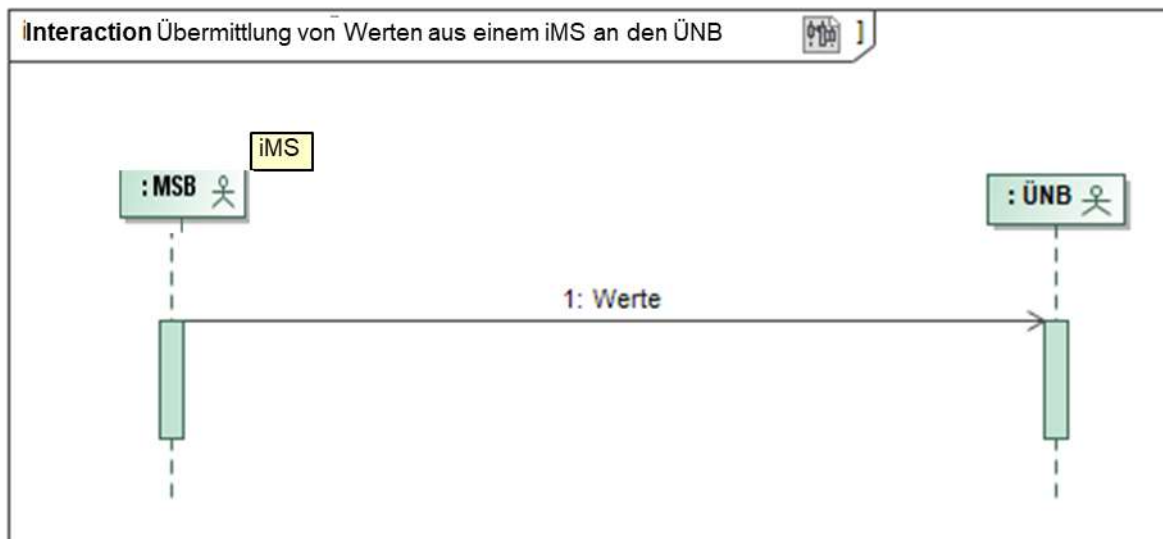 Interaction Übermittlung von Werten aus einem iMS an den ÜNB ]
iMS
: MSB
: ÜNB
1: Werte